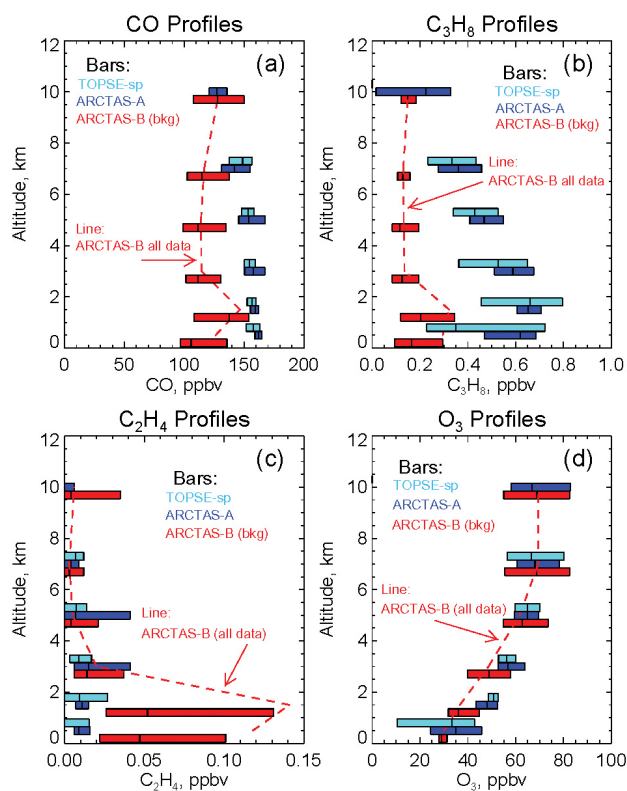 CO Profiles
(a)
Bars:
TOPSE-sp
ARCTAS-A
ARCTAS-B (bkg)
Line:
ARCTAS-B all data
Altitude, km
12
10
8
6
4
2
0
0
50
100
150
200
CO, ppbv
C₃H₈ Profiles
(b)
Bars:
TOPSE-sp
ARCTAS-A
ARCTAS-B (bkg)
Line:
ARCTAS-B all data
Altitude, km
12
10
8
6
4
2
0
0.0
0.2
0.4
0.6
0.8
1.0
C₃H₈, ppbv
C₂H₄ Profiles
(c)
Bars:
TOPSE-sp
ARCTAS-A
ARCTAS-B (bkg)
Line:
ARCTAS-B (all data)
Altitude, km
12
10
8
6
4
2
0
0.00
0.05
0.10
0.15
C₂H₄, ppbv
O₃ Profiles
(d)
Bars:
TOPSE-sp
ARCTAS-A
ARCTAS-B (bkg)
Line:
ARCTAS-B (all data)
Altitude, km
12
10
8
6
4
2
0
0
20
40
60
80
100
O₃, ppbv